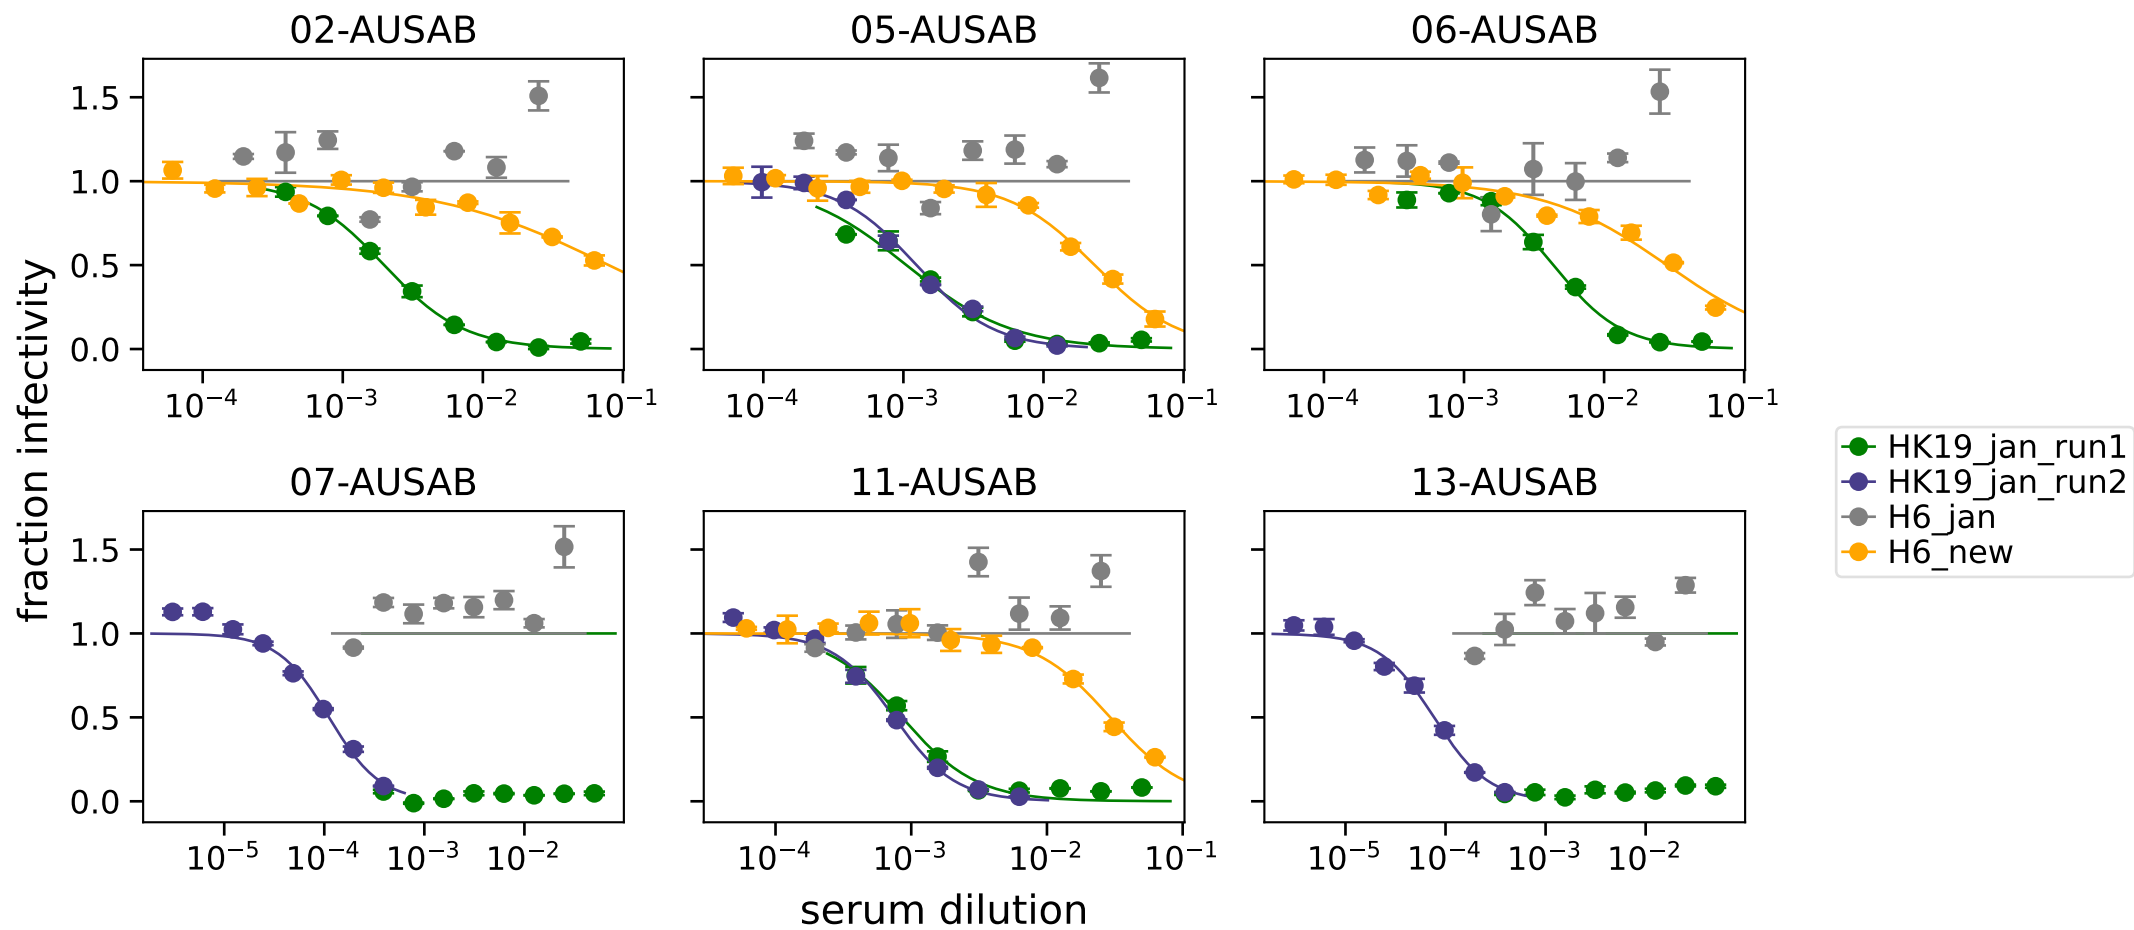 02-AUSAB
05-AUSAB
06-AUSAB
1.5
1.0
0.5
0.0
10⁻⁴ 10⁻³ 10⁻² 10⁻¹
10⁻⁴ 10⁻³ 10⁻² 10⁻¹
10⁻⁴ 10⁻³ 10⁻² 10⁻¹
fraction infectivity
07-AUSAB
11-AUSAB
13-AUSAB
1.5
1.0
0.5
0.0
10⁻⁵ 10⁻⁴ 10⁻³ 10⁻²
10⁻⁴ 10⁻³ 10⁻² 10⁻¹
10⁻⁵ 10⁻⁴ 10⁻³ 10⁻²
serum dilution
HK19_jan_run1
HK19_jan_run2
H6_jan
H6_new